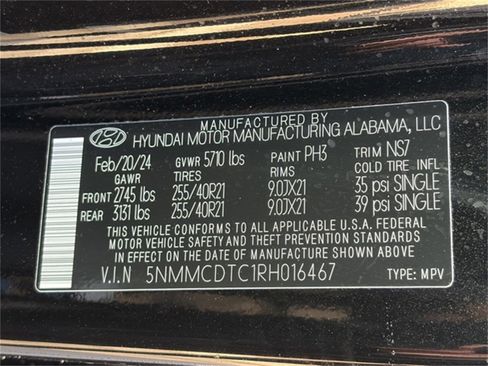 MANUFACTURED BY
HYUNDAI MOTOR MANUFACTURING ALABAMA, LLC
Feb/20/24 GVWR 5710 lbs PAINT PH3 TRIM NS7
GAWR TIRES RIMS COLD TIRE INFL
FRONT 2745 lbs 255/40R21 9.0JX21 35 psi SINGLE
REAR 3131 lbs 255/40R21 9.0JX21 39 psi SINGLE
THIS VEHICLE CONFORMS TO ALL APPLICABLE U.S.A. FEDERAL
MOTOR VEHICLE SAFETY AND THEFT PREVENTION STANDARDS IN
EFFECT ON THE DATE OF MANUFACTURE SHOWN ABOVE
V.I.N 5NMMCDTC1RH016467 TYPE: MPV